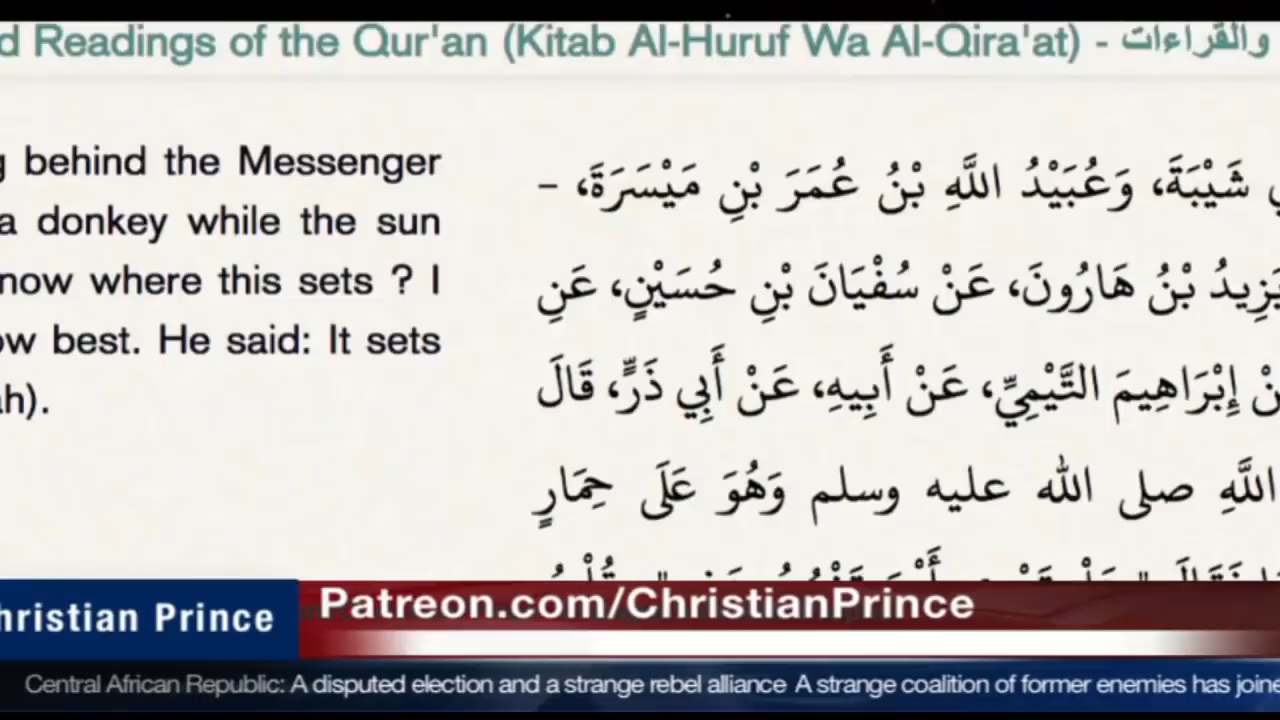 d Readings of the Qur'an (Kitab Al-Huruf Wa Al-Qira'at) - والقراءات
g behind the Messenger
a donkey while the sun
now where this sets ? I
ow best. He said: It sets
ah).
شَيْبَةَ، وَعُبَيْدُ اللَّهِ بْنُ عُمَرَ بْنِ مَيْسَرَةَ، -
يَزِيدُ بْنُ هَارُونَ، عَنْ سُفْيَانَ بْنِ حُسَيْنٍ، عَنِ
نْ إِبْرَاهِيمَ التَّيْمِيِّ، عَنْ أَبِيهِ، عَنْ أَبِي ذَرٍّ، قَالَ
اللَّهِ صلى الله عليه وسلم وَهُوَ عَلَى حِمَارٍ
hristian Prince
Patreon.com/ChristianPrince
Central African Republic: A disputed election and a strange rebel alliance A strange coalition of former enemies has joine